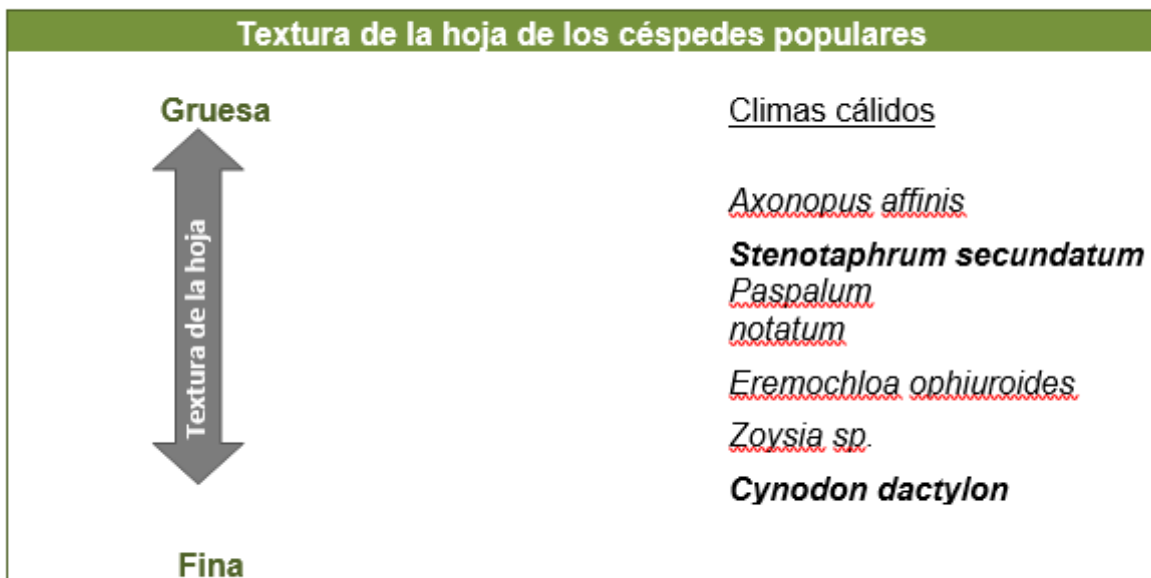 Textura de la hoja de los céspedes populares
Gruesa
Climas cálidos
Textura de la hoja
Axonopus affinis
Stenotaphrum secundatum
Paspalum
notatum
Eremochloa ophiuroides
Zoysia sp.
Cynodon dactylon
Fina